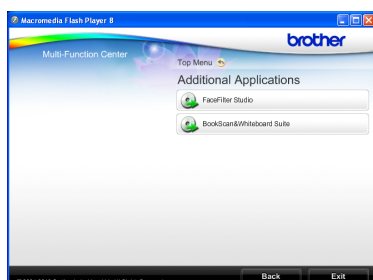 Macromedia Flash Player 8
brother
Multi-Function Center
Top Menu
Additional Applications
FaceFilter Studio
BookScan&Whiteboard Suite
Back
Exit